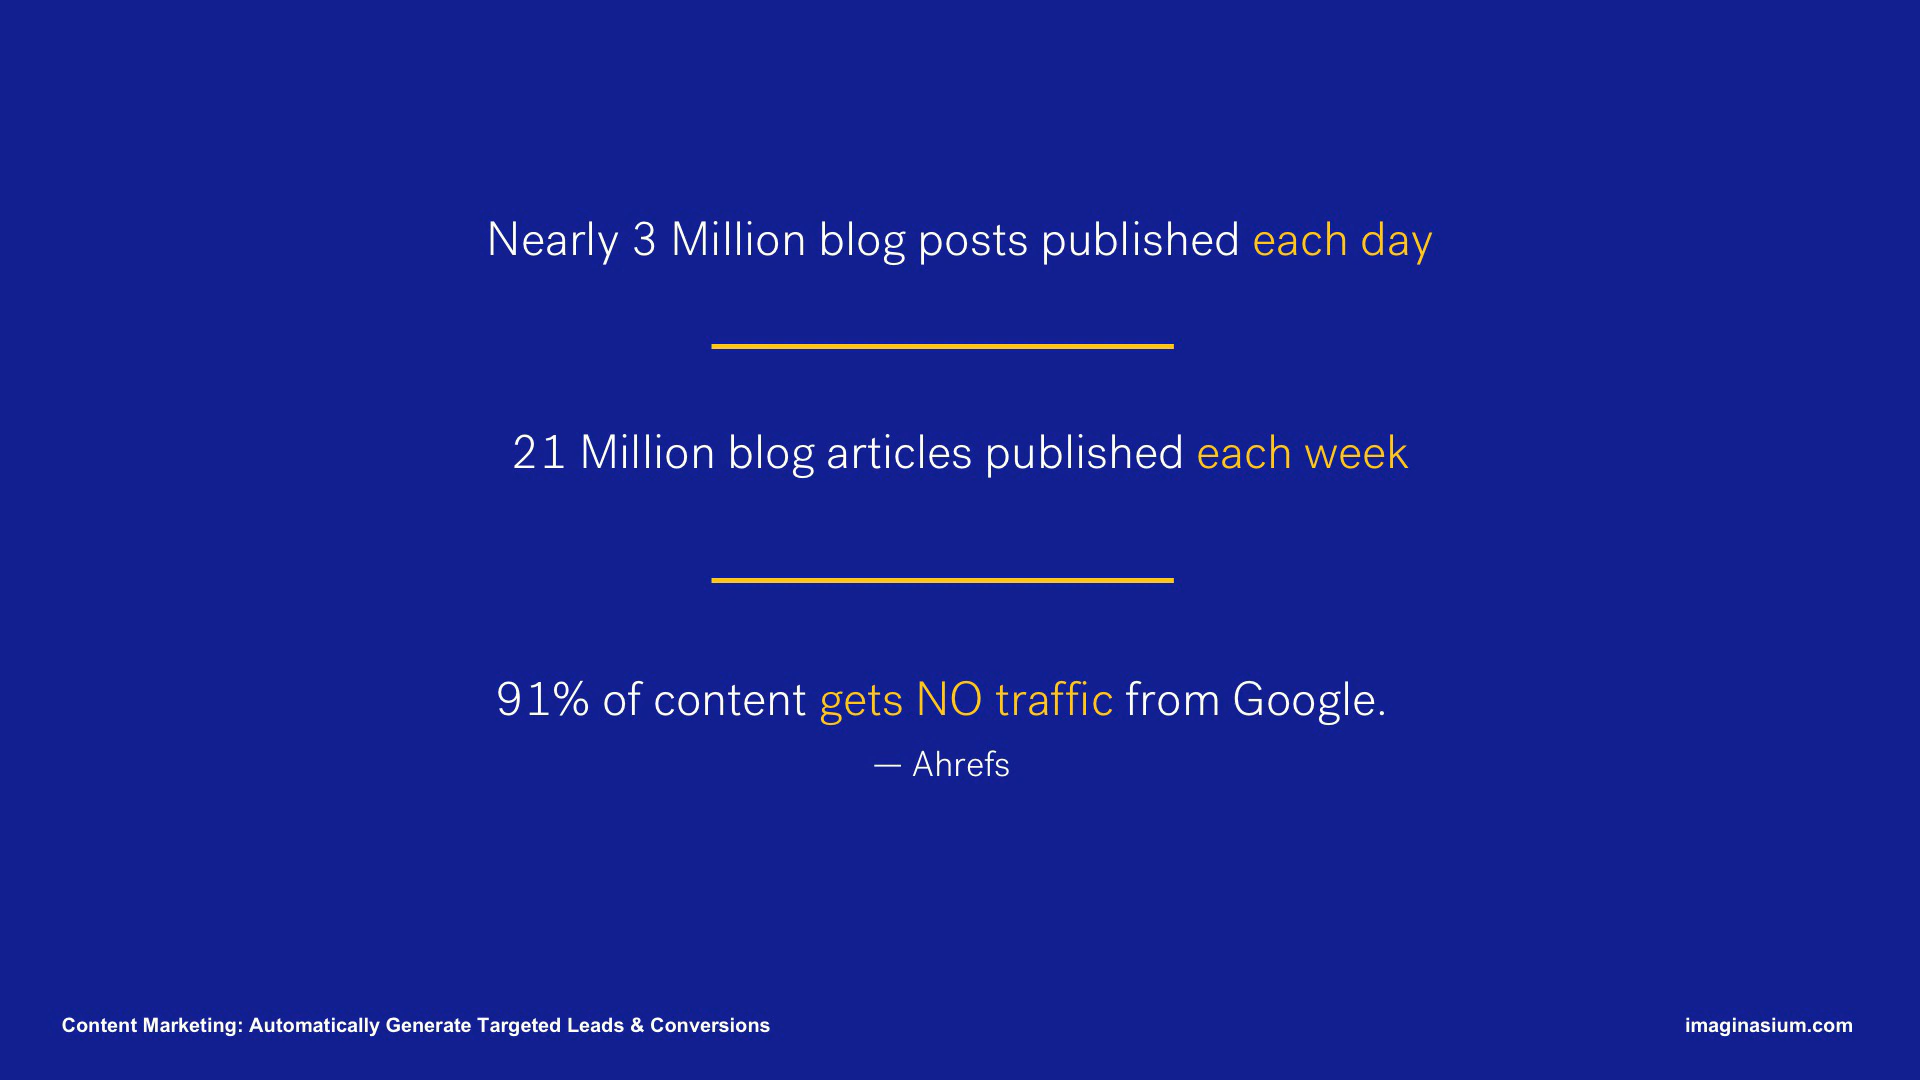 Nearly 3 Million blog posts published each day
21 Million blog articles published each week
91% of content gets NO traffic from Google.
— Ahrefs
Content Marketing: Automatically Generate Targeted Leads & Conversions
imaginasium.com